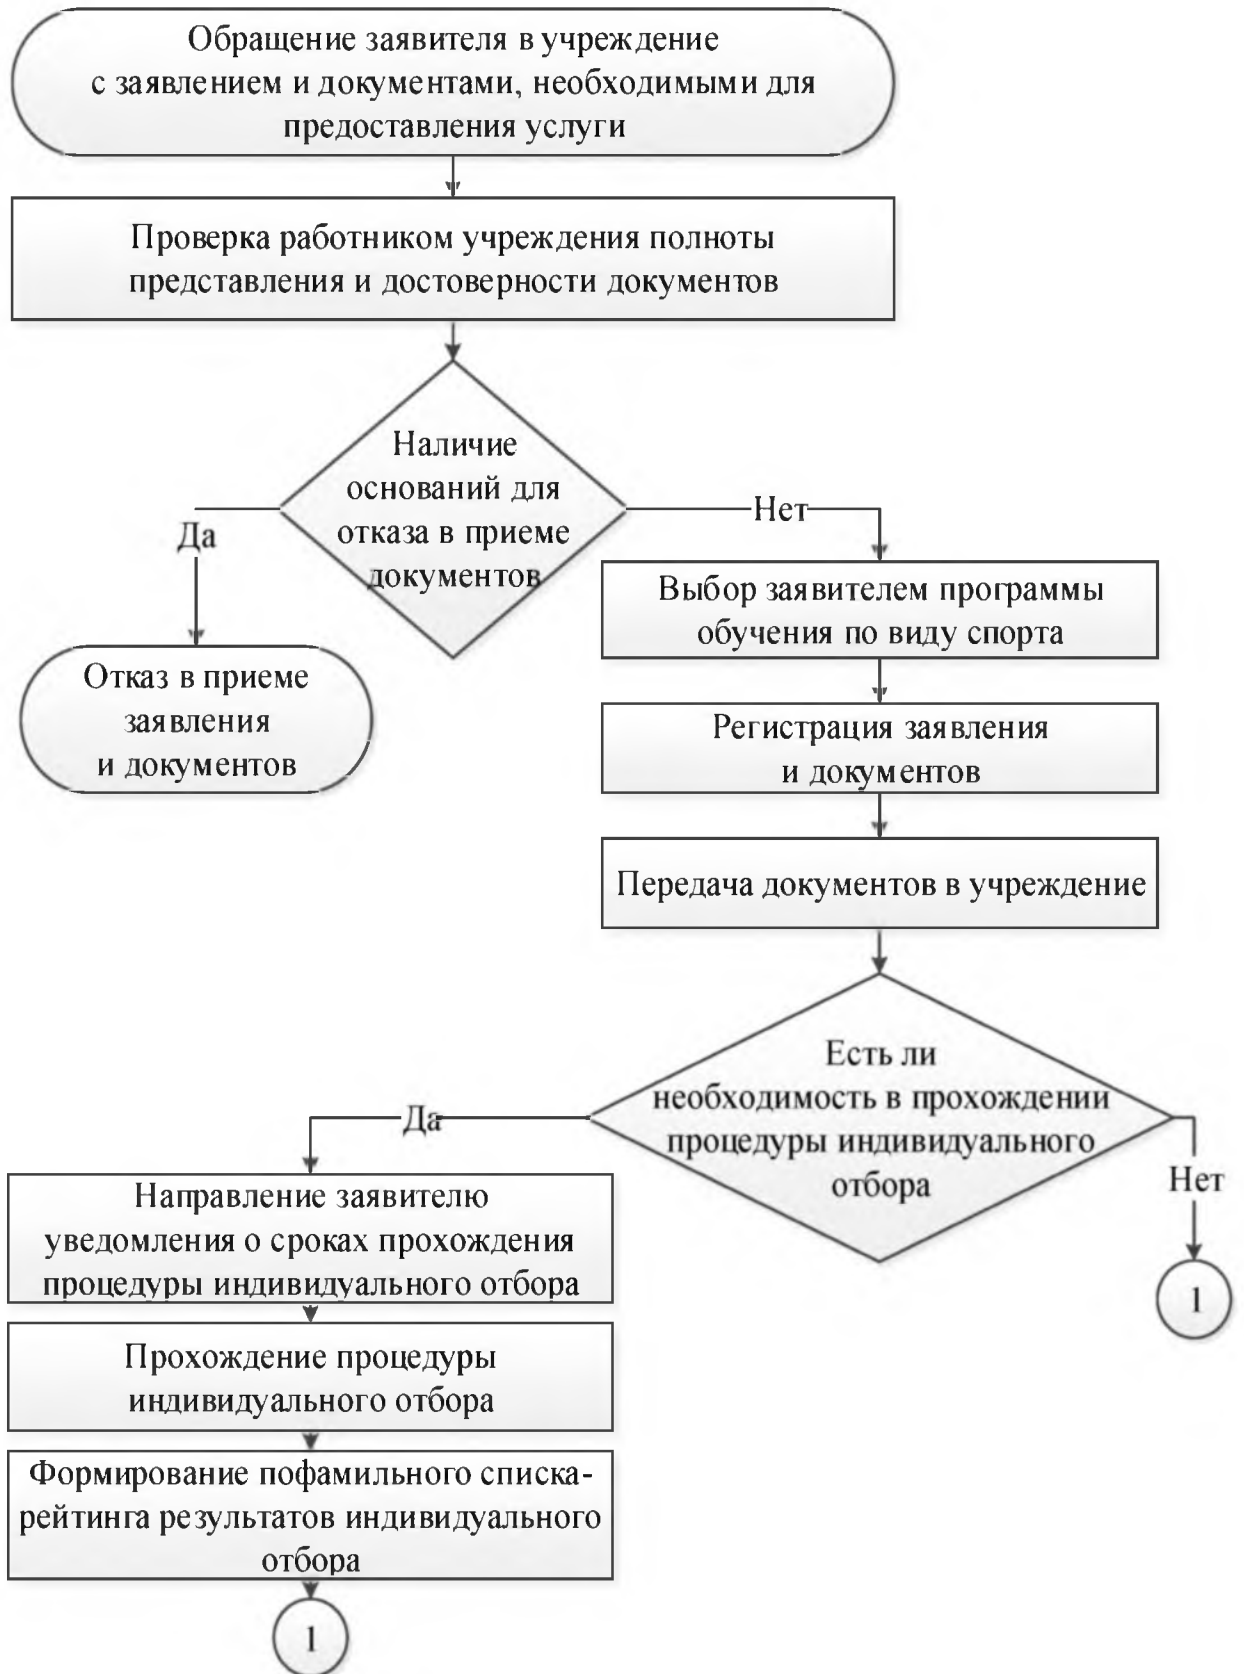 Обращение заявителя в учреждение
с заявлением и документами, необходимыми для
предоставления услуги
Проверка работником учреждения полноты
представления и достоверности документов
Наличие
оснований для
отказа в приеме
документов
Да
Нет
Выбор заявителем программы
обучения по виду спорта
Отказ в приеме
заявления
и документов
Регистрация заявления
и документов
Передача документов в учреждение
Есть ли
необходимость в прохождении
процедуры индивидуального
отбора
Да
Нет
Направление заявителю
уведомления о сроках прохождения
процедуры индивидуального отбора
1
Прохождение процедуры
индивидуального отбора
Формирование пофамильного списка-
рейтинга результатов индивидуального
отбора
1